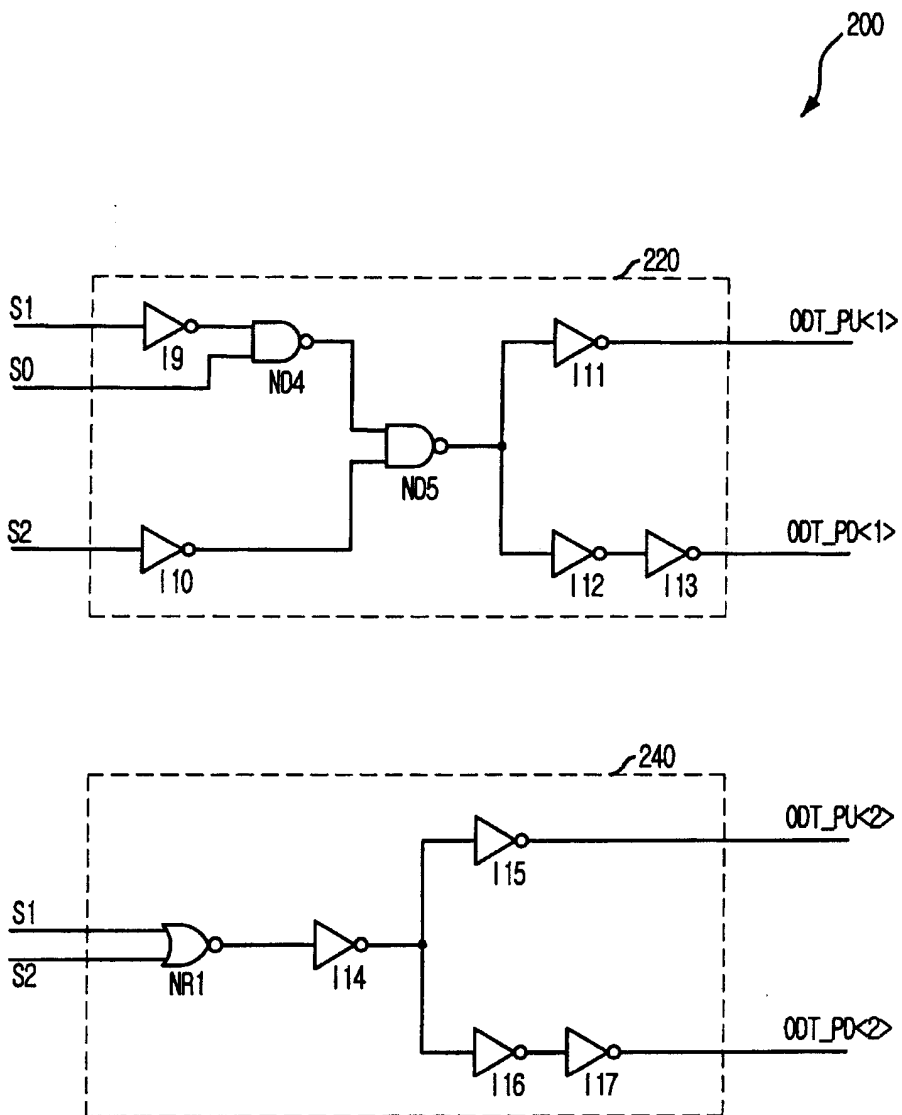 200
220
S1
I9
S0
ND4
I11
ODT_PU<1>
ND5
S2
I10
I12
I13
ODT_PD<1>
240
ODT_PU<2>
I15
S1
S2
NR1
I14
I16
I17
ODT_PD<2>